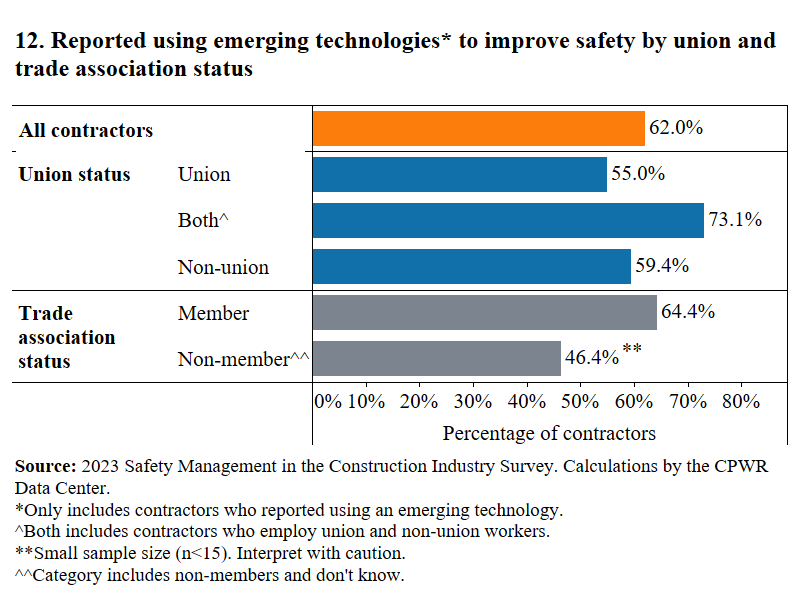 12. Reported using emerging technologies* to improve safety by union and
trade association status
All contractors 62.0%
Union status Union 55.0%
Both^ 73.1%
Non-union 59.4%
Trade association status Member 64.4%
Non-member^^ 46.4%**
0% 10% 20% 30% 40% 50% 60% 70% 80%
Percentage of contractors
Source: 2023 Safety Management in the Construction Industry Survey. Calculations by the CPWR
Data Center.
*Only includes contractors who reported using an emerging technology.
^Both includes contractors who employ union and non-union workers.
**Small sample size (n<15). Interpret with caution.
^^Category includes non-members and don't know.